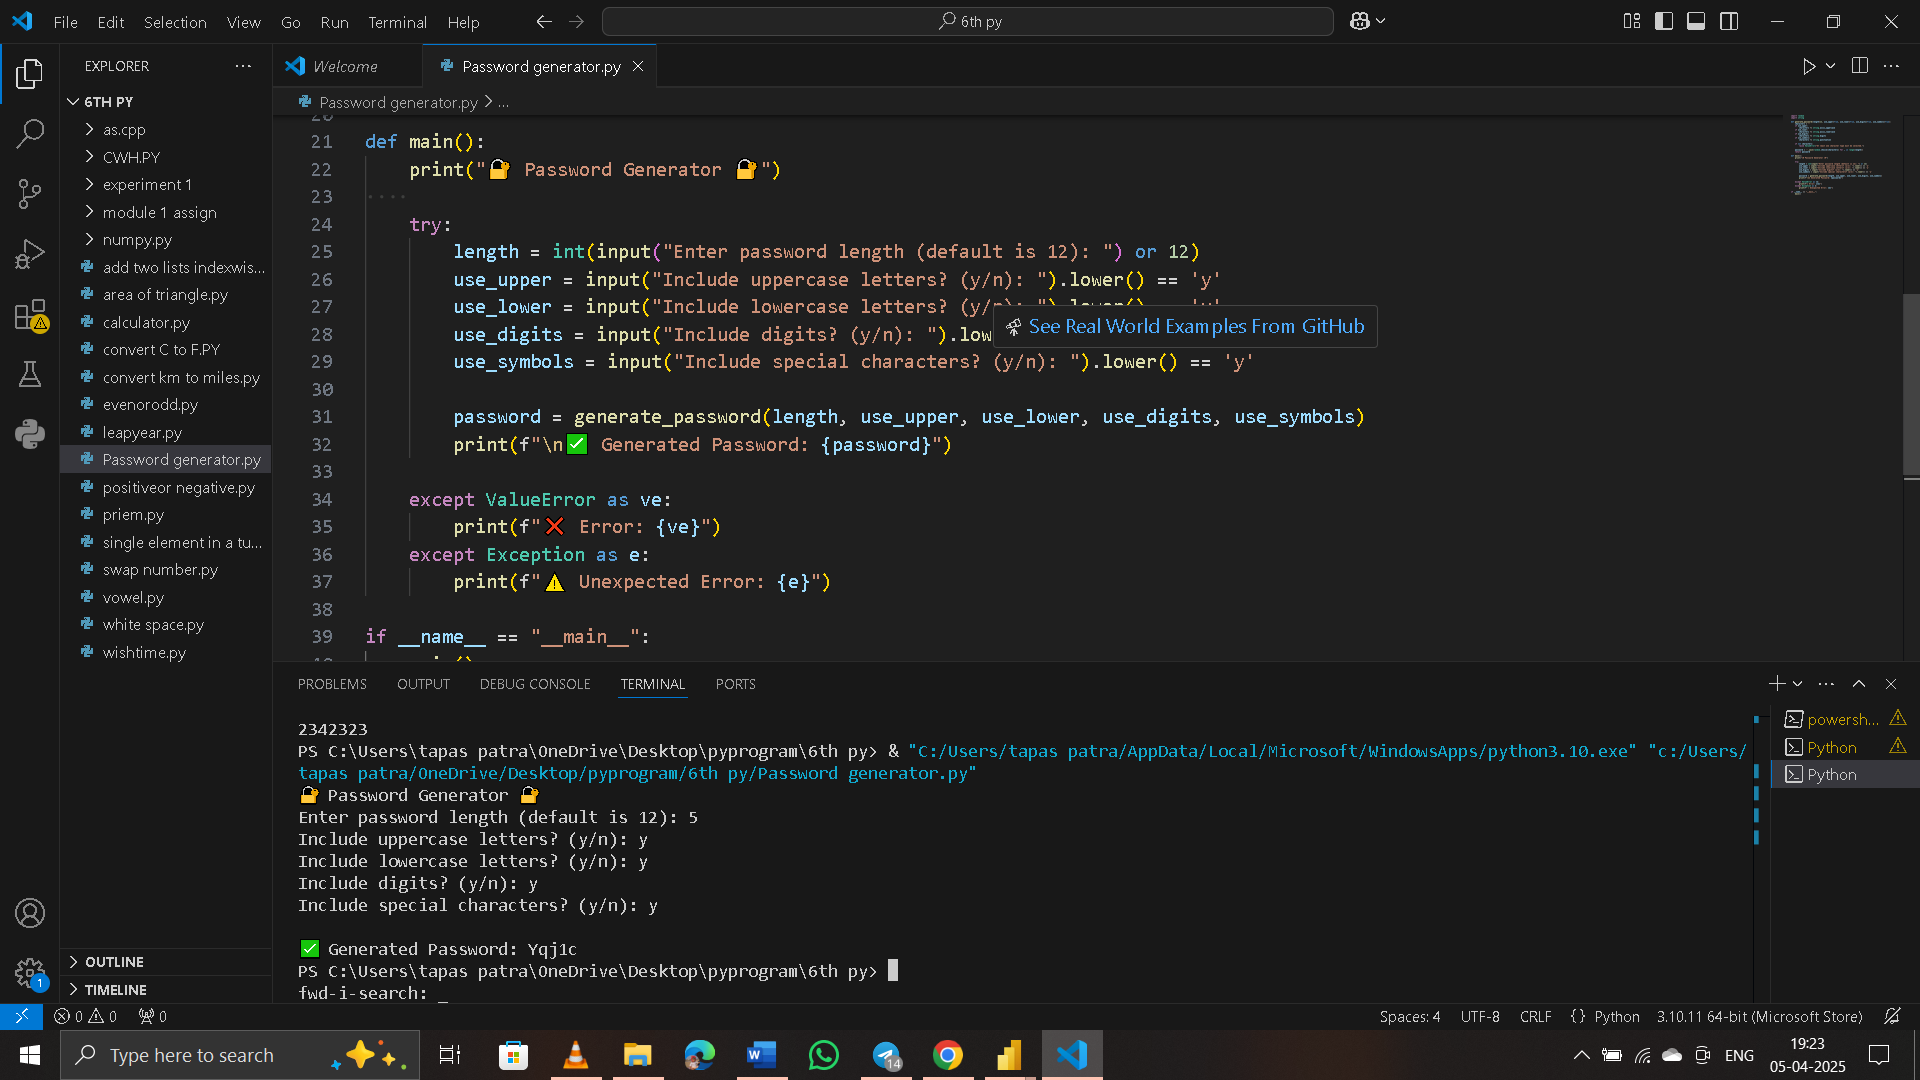 File Edit Selection View Go Run Terminal Help
6th py
EXPLORER
Welcome
Password generator.py
6TH PY
Password generator.py > ...
as.cpp
CWH.PY
experiment 1
module 1 assign
numpy.py
add two lists indexwis...
area of triangle.py
calculator.py
convert C to F.PY
convert km to miles.py
evenorodd.py
leapyear.py
Password generator.py
positiveor negative.py
priem.py
single element in a tu...
swap number.py
vowel.py
white space.py
wishtime.py
OUTLINE
TIMELINE
20
21 def main():
22 print("🔐 Password Generator 🔐")
23 ····
24 try:
25 length = int(input("Enter password length (default is 12): ") or 12)
26 use_upper = input("Include uppercase letters? (y/n): ").lower() == 'y'
27 use_lower = input("Include lowercase letters? (y/n): ").lower() == 'y'
28 use_digits = input("Include digits? (y/n): ").low
See Real World Examples From GitHub
29 use_symbols = input("Include special characters? (y/n): ").lower() == 'y'
30
31 password = generate_password(length, use_upper, use_lower, use_digits, use_symbols)
32 print(f"\n✅ Generated Password: {password}")
33
34 except ValueError as ve:
35 print(f"❌ Error: {ve}")
36 except Exception as e:
37 print(f"⚠️ Unexpected Error: {e}")
38
39 if __name__ == "__main__":
PROBLEMS OUTPUT DEBUG CONSOLE TERMINAL PORTS
2342323
PS C:\Users\tapas patra\OneDrive\Desktop\pyprogram\6th py> & "C:/Users/tapas patra/AppData/Local/Microsoft/WindowsApps/python3.10.exe" "c:/Users/
tapas patra/OneDrive/Desktop/pyprogram/6th py/Password generator.py"
🔐 Password Generator 🔐
Enter password length (default is 12): 5
Include uppercase letters? (y/n): y
Include lowercase letters? (y/n): y
Include digits? (y/n): y
Include special characters? (y/n): y
✅ Generated Password: Yqj1c
PS C:\Users\tapas patra\OneDrive\Desktop\pyprogram\6th py>
fwd-i-search: _
powersh...
Python
Python
1
0 0 0
Spaces: 4 UTF-8 CRLF {} Python 3.10.11 64-bit (Microsoft Store)
Type here to search
14
ENG
19:23
05-04-2025